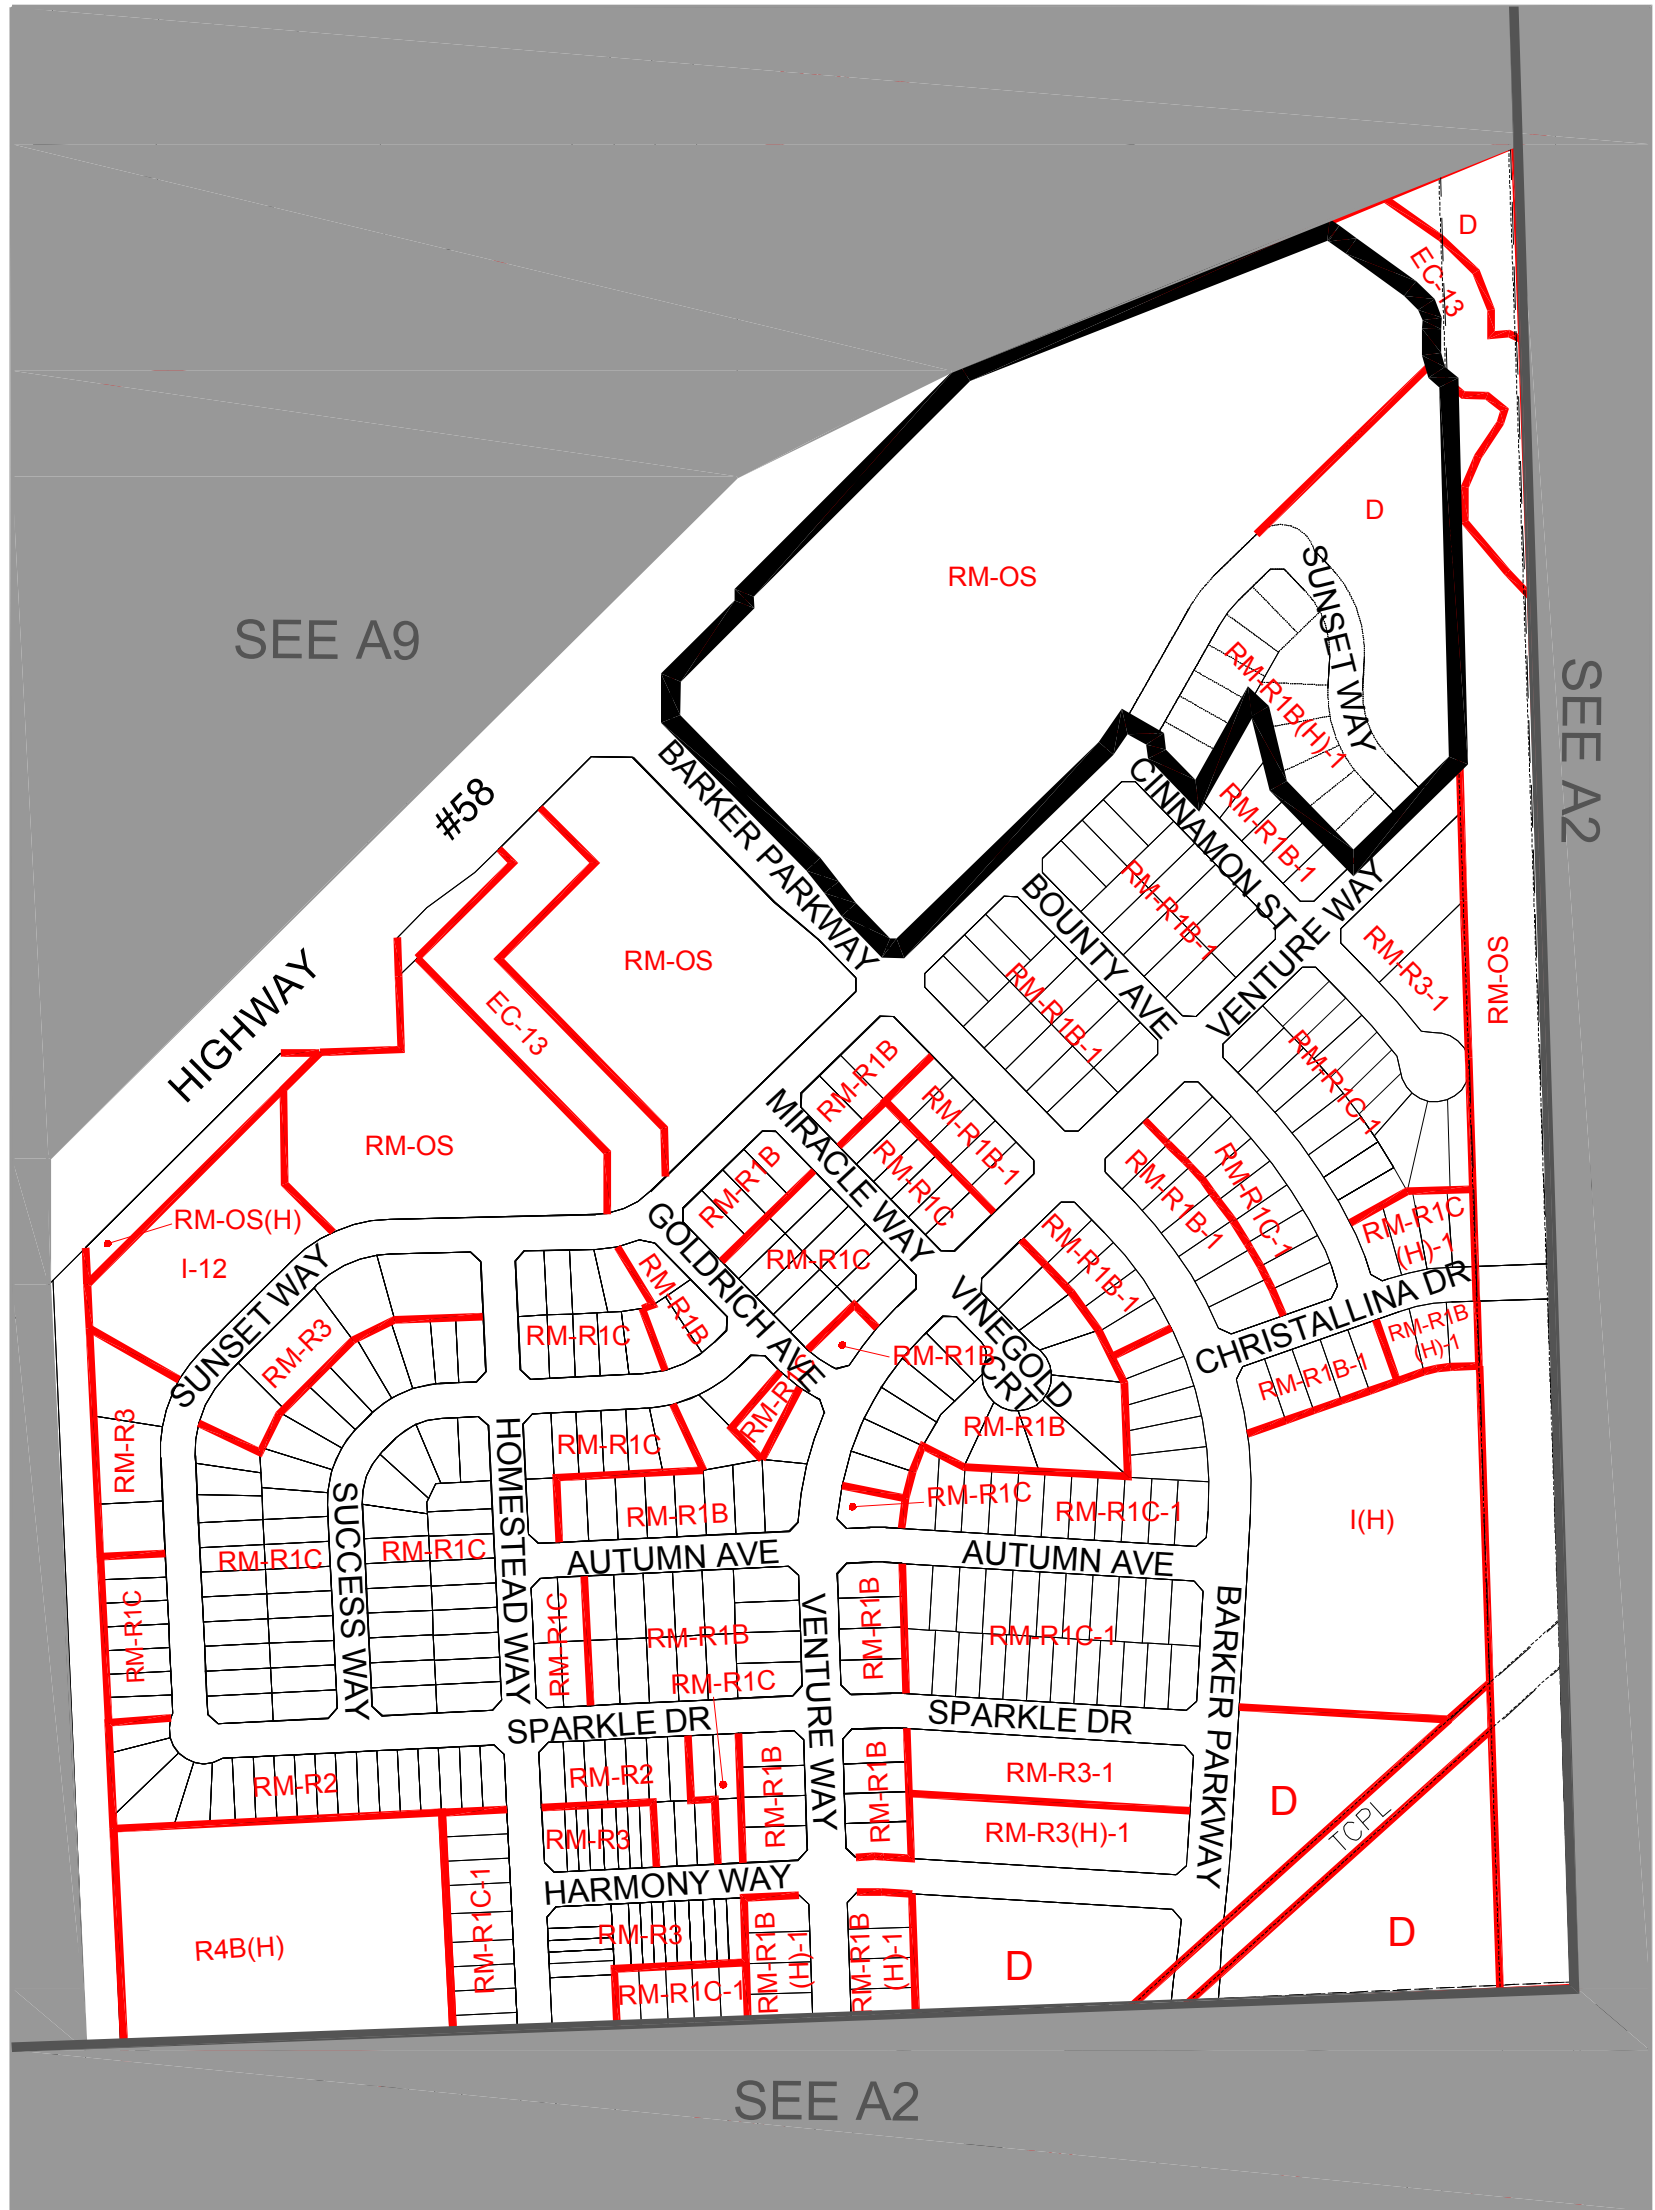 D
EC-13
D
RM-OS
SUNSET WAY
SEE A9
SEE A2
RM-R1B(H)-1
RM-R1B-1
CINNAMON ST
BARKER PARKWAY
#58
RM-R1B-1
BOUNTY AVE
VENTURE WAY
RM-R3-1
RM-OS
RM-OS
RM-R1B-1
HIGHWAY
EC-13
RM-R1B
RM-R1B-1
RM-R1C-1
MIRACLE WAY
RM-OS
RM-R1B
RM-R1C
RM-R1B-1
RM-R1C-1
RM-OS(H)
I-12
GOLDRICH AVE
RM-R1C
RM-R1B-1
RM-R1C
(H)-1
SUNSET WAY
RM-R1B
RM-R1C
RM-R3
VINEGOLD
CRT
CHRISTALLINA DR
RM-R1B
RM-R1B-1
RM-R1B
(H)-1
RM-R1C
RM-R1B
RM-R3
RM-R1C
RM-R1C
RM-R1C-1
RM-R1B
I(H)
HOMESTEAD WAY
SUCCESS WAY
RM-R1C
RM-R1C
AUTUMN AVE
AUTUMN AVE
RM-R1C
RM-R1C
RM-R1B
RM-R1C
VENTURE WAY
RM-R1B
RM-R1C-1
BARKER PARKWAY
SPARKLE DR
SPARKLE DR
RM-R2
RM-R2
RM-R1B
RM-R1B
RM-R3-1
D
RM-R3
RM-R3(H)-1
TCPL
HARMONY WAY
RM-R1C-1
R4B(H)
RM-R3
RM-R1B
(H)-1
RM-R1B
(H)-1
D
D
RM-R1C-1
SEE A2